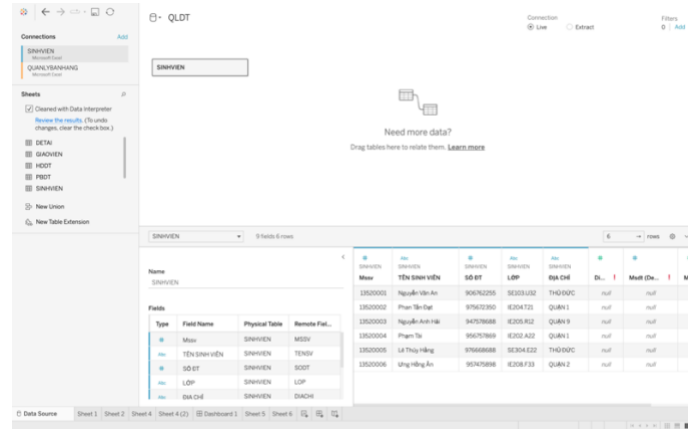 QLDT
Connection
Live
Extract
Filters
0 | Add
Connections
Add
SINHVIEN
Microsoft Excel
QUANLYBANHANG
Microsoft Excel
SINHVIEN
Sheets
Cleaned with Data Interpreter
Review the results. (To undo
changes, clear the check box.)
DETAI
GIAOVIEN
HDDT
PBDT
SINHVIEN
New Union
New Table Extension
Need more data?
Drag tables here to relate them. Learn more
SINHVIEN
9 fields 6 rows
6
rows
Name
SINHVIEN
Fields
Type Field Name Physical Table Remote Fiel...
Mssv SINHVIEN MSSV
Abc TÊN SINH VIÊN SINHVIEN TENSV
SỐ ĐT SINHVIEN SODT
Abc LỚP SINHVIEN LOP
Abc ĐỊA CHỈ SINHVIEN DIACHI
Abc Abc Abc
SINHVIEN SINHVIEN SINHVIEN SINHVIEN SINHVIEN
Mssv TÊN SINH VIÊN SỐ ĐT LỚP ĐỊA CHỈ Di... ! Msdt (De... !
13520001 Nguyễn Văn An 906762255 SE103.U32 THỦ ĐỨC null null
13520002 Phan Tấn Đạt 975672350 IE204.T21 QUẬN 1 null null
13520003 Nguyễn Anh Hải 947578688 IE205.R12 QUẬN 9 null null
13520004 Phạm Tài 956757869 IE202.A22 QUẬN 1 null null
13520005 Lê Thúy Hằng 976668688 SE304.E22 THỦ ĐỨC null null
13520006 Ưng Hồng Ân 957475898 IE208.F33 QUẬN 2 null null
Data Source Sheet 1 Sheet 2 Sheet 4 Sheet 4 (2) Dashboard 1 Sheet 5 Sheet 6